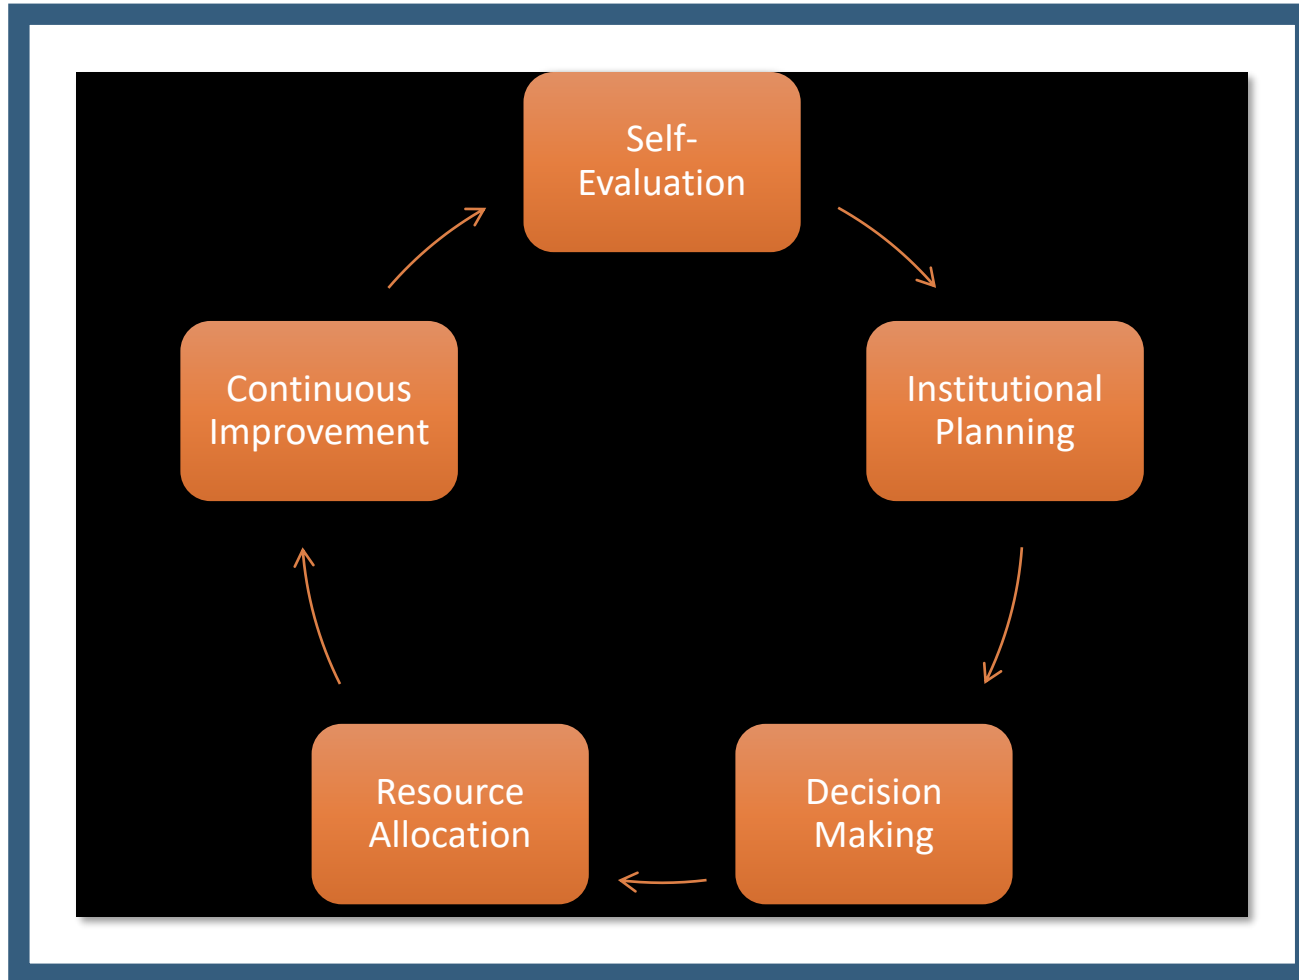 Self-
Evaluation
Institutional
Planning
Decision
Making
Resource
Allocation
Continuous
Improvement